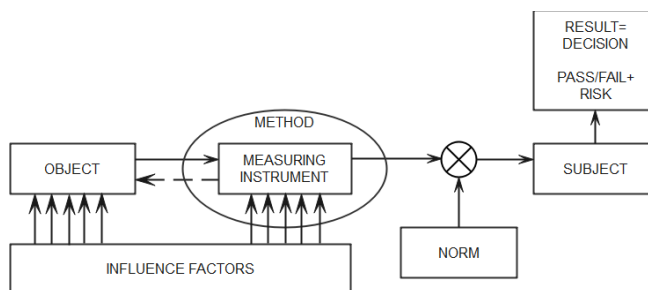 RESULT=
DECISION
PASS/FAIL+
RISK
METHOD
OBJECT
MEASURING
INSTRUMENT
SUBJECT
NORM
INFLUENCE FACTORS